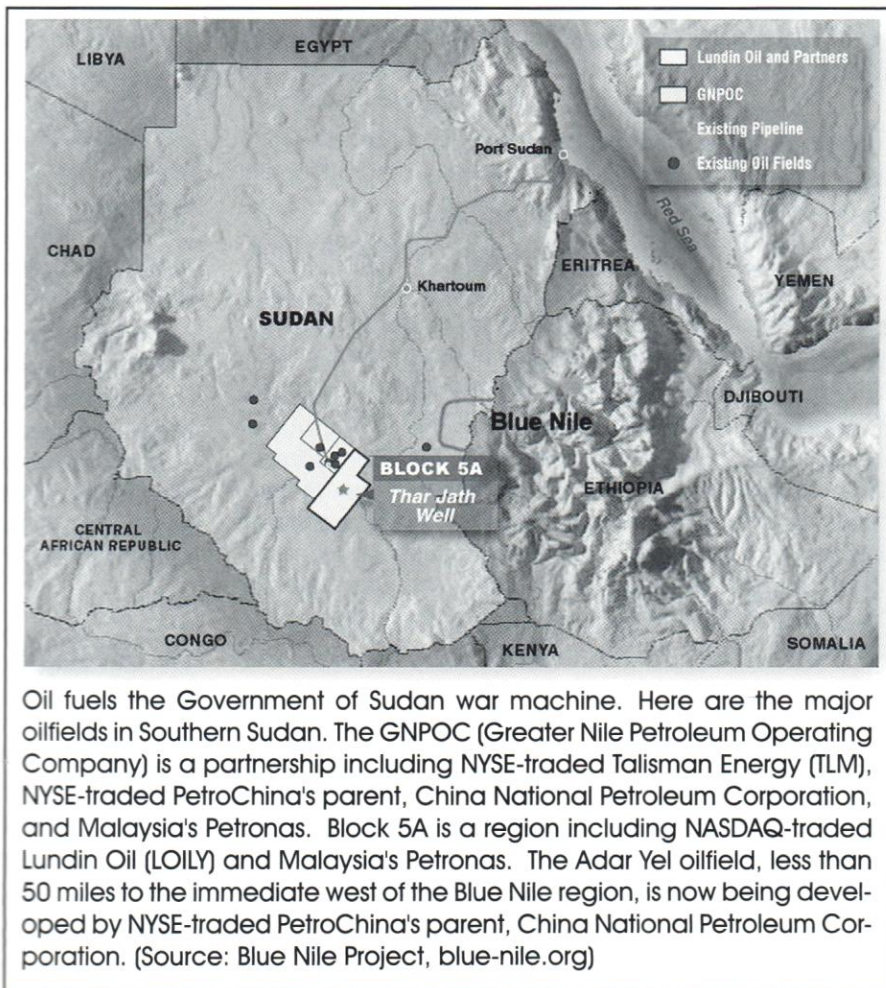 LIBYA
EGYPT
Lundin Oil and Partners
GNPOC
Existing Pipeline
Existing Oil Fields
Port Sudan
Red Sea
CHAD
ERITREA
YEMEN
Khartoum
SUDAN
DJIBOUTI
Blue Nile
BLOCK 5A
Thar Jath
Well
ETHIOPIA
CENTRAL
AFRICAN REPUBLIC
CONGO
KENYA
SOMALIA
Oil fuels the Government of Sudan war machine. Here are the major
oilfields in Southern Sudan. The GNPOC (Greater Nile Petroleum Operating
Company) is a partnership including NYSE-traded Talisman Energy (TLM),
NYSE-traded PetroChina's parent, China National Petroleum Corporation,
and Malaysia's Petronas. Block 5A is a region including NASDAQ-traded
Lundin Oil (LOILY) and Malaysia's Petronas. The Adar Yel oilfield, less than
50 miles to the immediate west of the Blue Nile region, is now being devel-
oped by NYSE-traded PetroChina's parent, China National Petroleum Cor-
poration. (Source: Blue Nile Project, blue-nile.org)